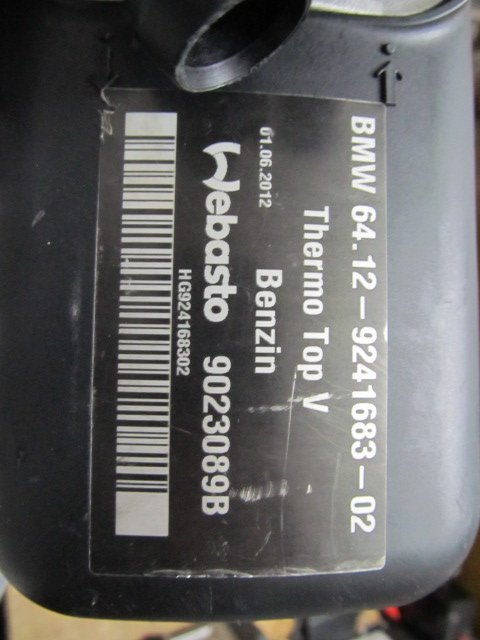 BMW 64.12-9241683-02
Thermo Top V
01.06.2012 Benzin
Webasto 9023089B
HG924168302